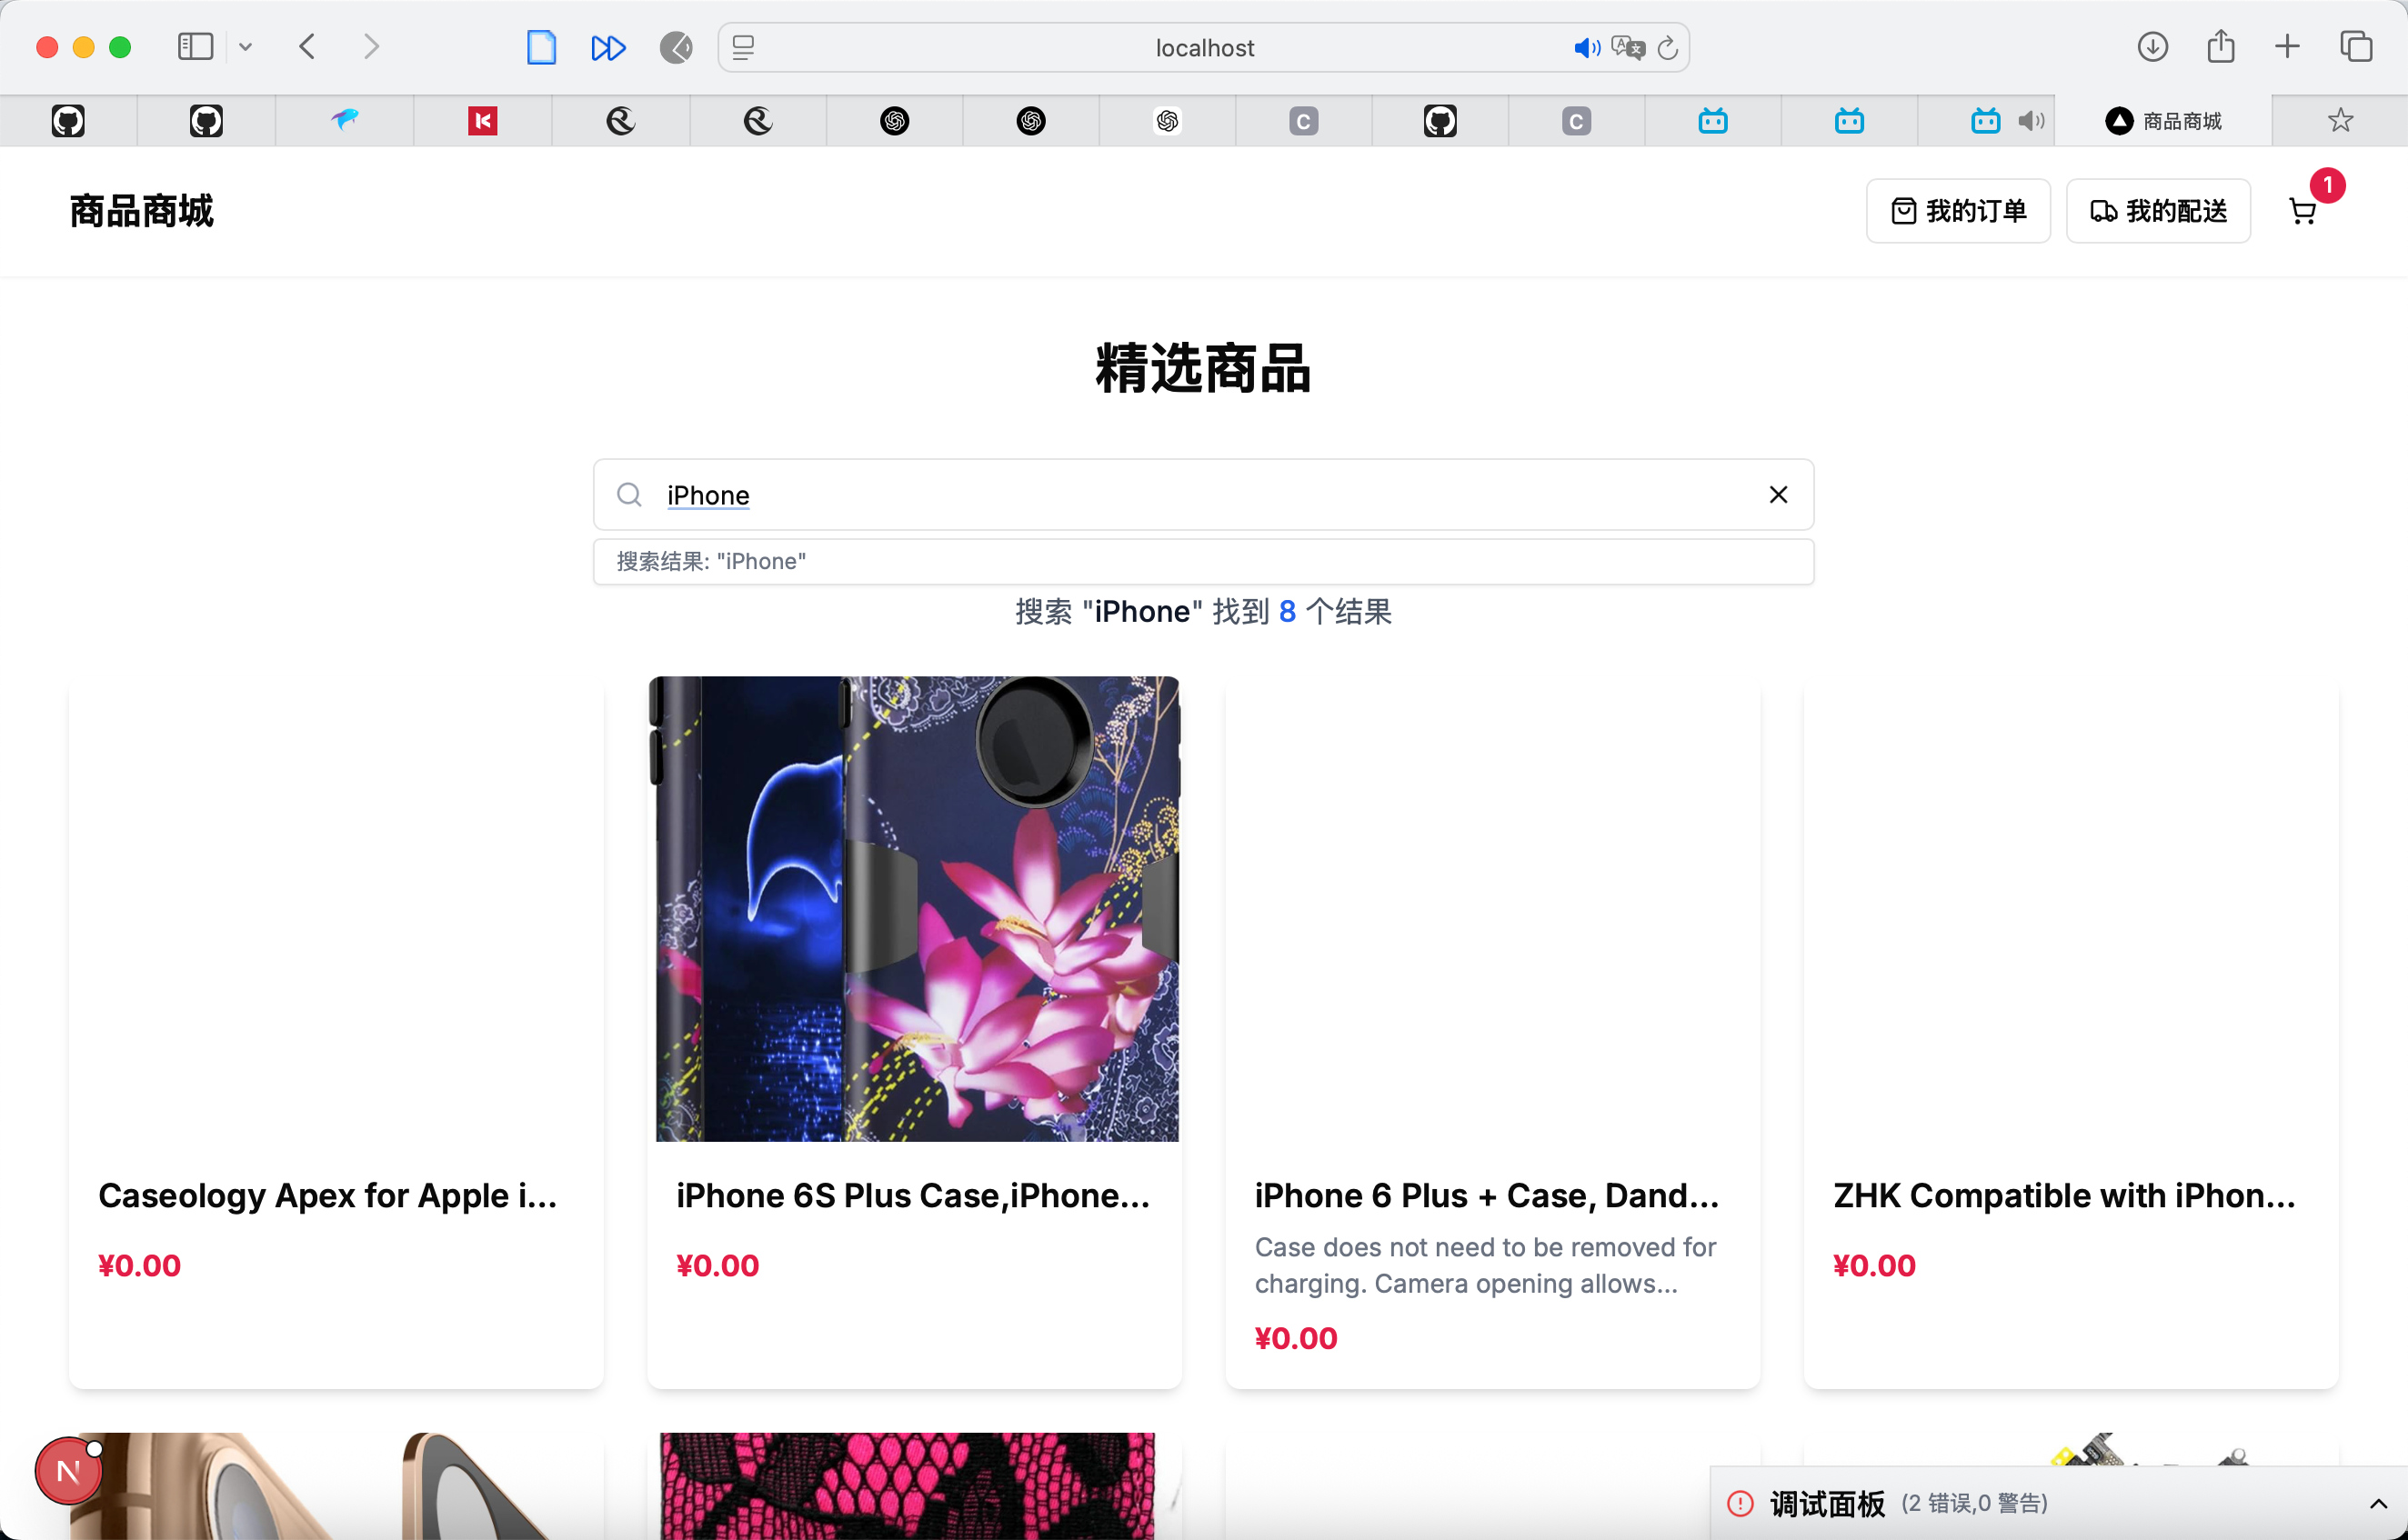 localhost
C
C
商品商城
商品商城
我的订单
我的配送
1
精选商品
iPhone
搜索结果: "iPhone"
搜索 "iPhone" 找到 8 个结果
Caseology Apex for Apple i...
¥0.00
iPhone 6S Plus Case,iPhone...
¥0.00
iPhone 6 Plus + Case, Dand...
Case does not need to be removed for
charging. Camera opening allows...
¥0.00
ZHK Compatible with iPhon...
¥0.00
N
调试面板 (2 错误,0 警告)